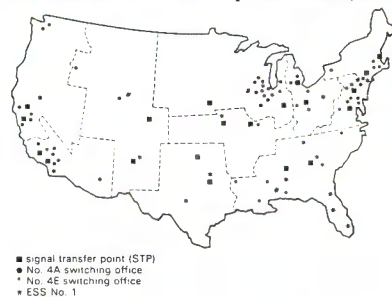 ■ signal transfer point (STP)
● No. 4A switching office
* No. 4E switching office
★ ESS No. 1